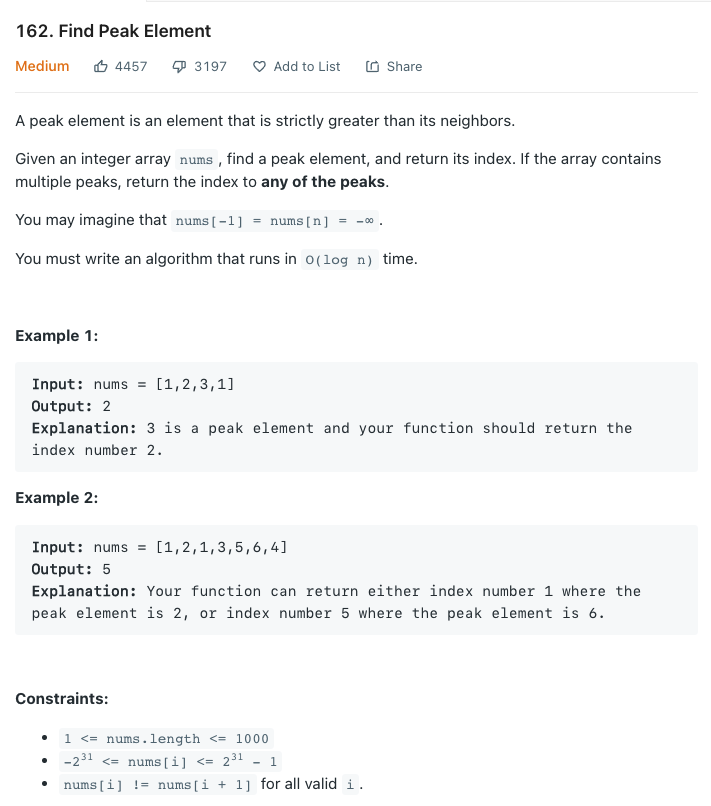 162. Find Peak Element
Medium 4457 3197 Add to List Share
A peak element is an element that is strictly greater than its neighbors.
Given an integer array nums , find a peak element, and return its index. If the array contains
multiple peaks, return the index to any of the peaks.
You may imagine that nums[-1] = nums[n] = -∞ .
You must write an algorithm that runs in O(log n) time.
Example 1:
Input: nums = [1,2,3,1]
Output: 2
Explanation: 3 is a peak element and your function should return the
index number 2.
Example 2:
Input: nums = [1,2,1,3,5,6,4]
Output: 5
Explanation: Your function can return either index number 1 where the
peak element is 2, or index number 5 where the peak element is 6.
Constraints:
• 1 <= nums.length <= 1000
• -2³¹ <= nums[i] <= 2³¹ - 1
• nums[i] != nums[i + 1] for all valid i .